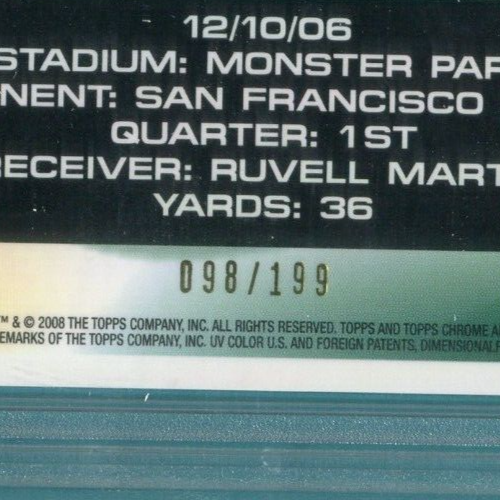 12/10/06
STADIUM: MONSTER PAR
NENT: SAN FRANCISCO
QUARTER: 1ST
RECEIVER: RUVELL MART
YARDS: 36
098/199
™ & © 2008 THE TOPPS COMPANY, INC. ALL RIGHTS RESERVED. TOPPS AND TOPPS CHROME A
EMARKS OF THE TOPPS COMPANY, INC. UV COLOR U.S. AND FOREIGN PATENTS, DIMENSIONAL